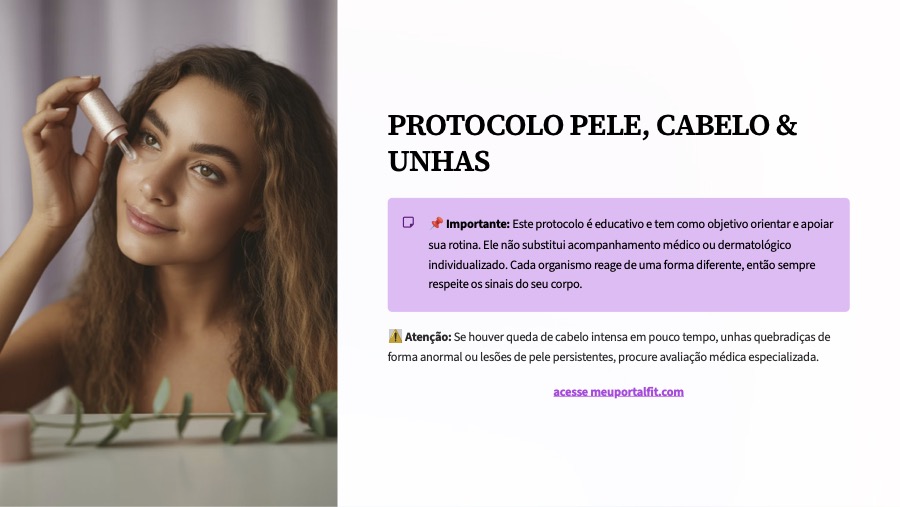 PROTOCOLO PELE, CABELO &
UNHAS
📌 Importante: Este protocolo é educativo e tem como objetivo orientar e apoiar
sua rotina. Ele não substitui acompanhamento médico ou dermatológico
individualizado. Cada organismo reage de uma forma diferente, então sempre
respeite os sinais do seu corpo.
⚠️ Atenção: Se houver queda de cabelo intensa em pouco tempo, unhas quebradiças de
forma anormal ou lesões de pele persistentes, procure avaliação médica especializada.
acesse meuportalfit.com